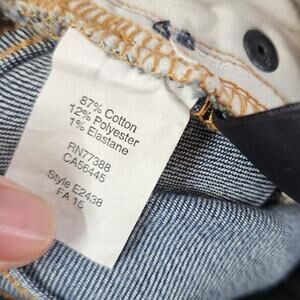 87% Cotton
12% Polyester
1% Elastane
RN77388
CA56445
Style E2438
FA 15